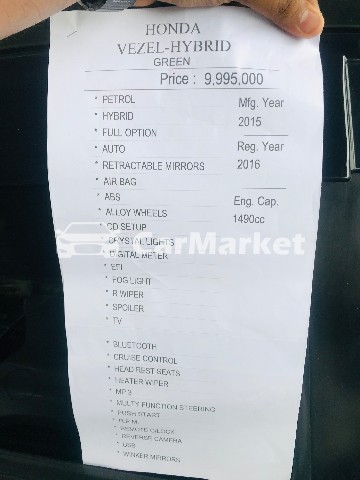 HONDA
VEZEL-HYBRID
GREEN
Price : 9,995,000
* PETROL
Mfg. Year
* HYBRID
2015
* FULL OPTION
* AUTO
Reg. Year
* RETRACTABLE MIRRORS
2016
* AIR BAG
* ABS
Eng. Cap.
* ALLOY WHEELS
1490cc
* CD SETUP
* CRYSTAL LIGHTS
CarMarket
* DIGITAL METER
* EFI
* FOG LIGHT
* R WIPER
* SPOILER
* TV
* BLUETOOTH
* CRUISE CONTROL
* HEAD REST SEATS
* HEATER WIPER
* MP 3
* MULTY FUNCTION STEERING
* PUSH START
* REMOTE C/LOCK
* REVERSE CAMERA
* USB
* WINKER MIRRORS